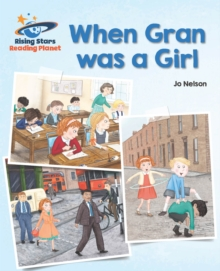 Rising Stars
Reading Planet
When Gran
was a Girl
Jo Nelson